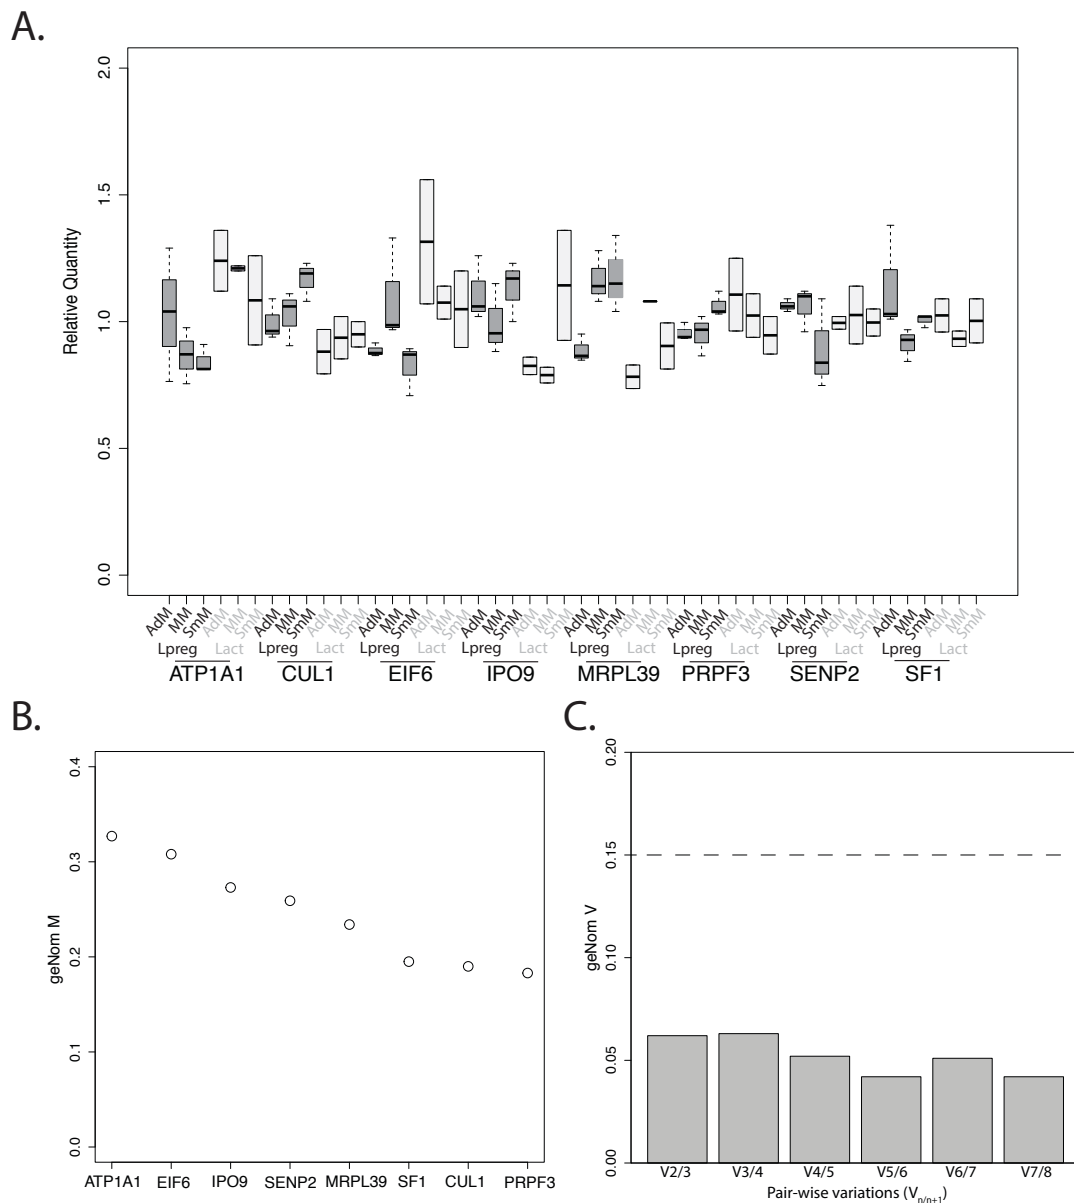 A.
2.0
1.5
1.0
0.5
0.0
Relative Quantity
AdM MM SmM AdM MM SmM AdM MM SmM AdM MM SmM AdM MM SmM AdM MM SmM AdM MM SmM AdM MM SmM AdM MM SmM AdM MM SmM AdM MM SmM AdM MM SmM AdM MM SmM AdM MM SmM AdM MM SmM AdM MM SmM
Lpreg Lact Lpreg Lact Lpreg Lact Lpreg Lact Lpreg Lact Lpreg Lact Lpreg Lact Lpreg Lact
ATP1A1 CUL1 EIF6 IPO9 MRPL39 PRPF3 SENP2 SF1
B.
0.4
0.3
0.2
0.1
0.0
geNom M
ATP1A1 EIF6 IPO9 SENP2 MRPL39 SF1 CUL1 PRPF3
C.
0.20
0.15
0.10
0.05
0.00
geNom V
V2/3 V3/4 V4/5 V5/6 V6/7 V7/8
Pair-wise variations (Vn/n+1)